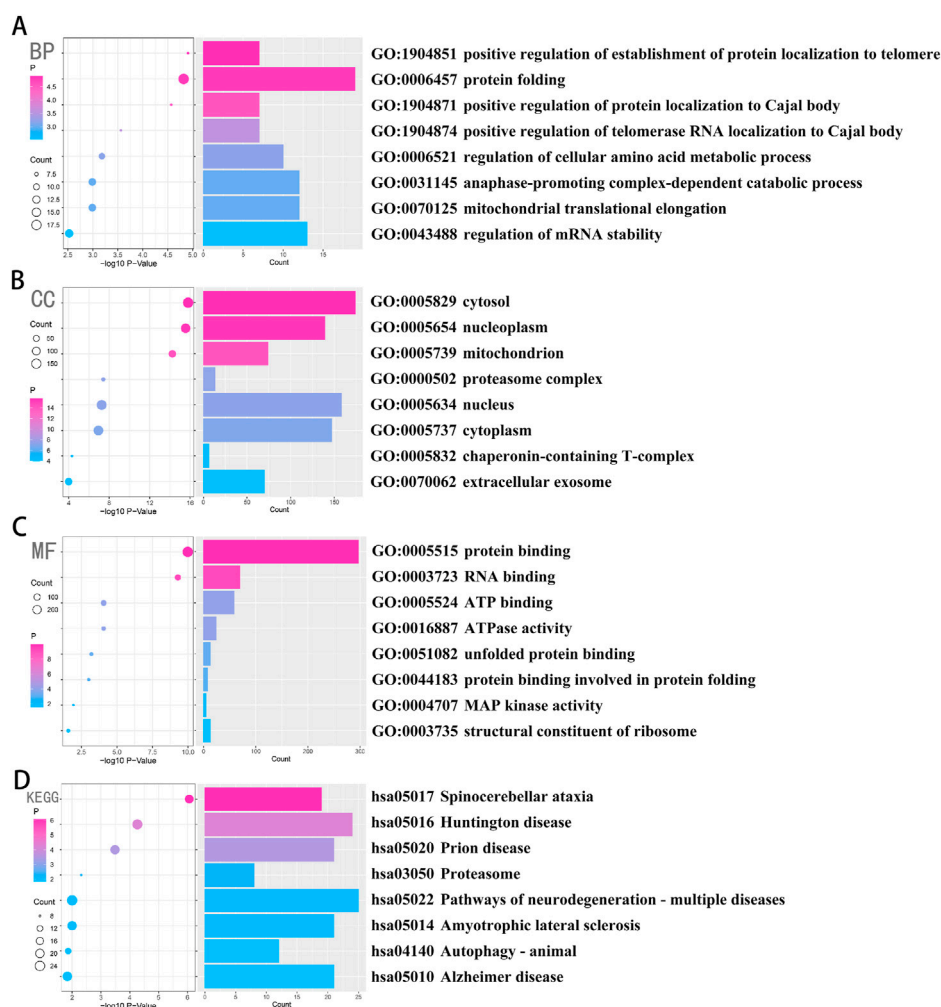 A
BP
P
4.5
4.0
3.5
3.0
Count
7.5
10.0
12.5
15.0
17.5
2.5 3.0 3.5 4.0 4.5 5.0
-log10 P-Value
0 5 10 15
Count
GO:1904851 positive regulation of establishment of protein localization to telomere
GO:0006457 protein folding
GO:1904871 positive regulation of protein localization to Cajal body
GO:1904874 positive regulation of telomerase RNA localization to Cajal body
GO:0006521 regulation of cellular amino acid metabolic process
GO:0031145 anaphase-promoting complex-dependent catabolic process
GO:0070125 mitochondrial translational elongation
GO:0043488 regulation of mRNA stability
B
CC
Count
50
100
150
P
14
12
10
8
6
4
4 8 12 16
-log10 P-Value
0 50 100 150
Count
GO:0005829 cytosol
GO:0005654 nucleoplasm
GO:0005739 mitochondrion
GO:0000502 proteasome complex
GO:0005634 nucleus
GO:0005737 cytoplasm
GO:0005832 chaperonin-containing T-complex
GO:0070062 extracellular exosome
C
MF
Count
100
200
P
8
6
4
2
2.5 5.0 7.5 10.0
-log10 P-Value
0 100 200 300
Count
GO:0005515 protein binding
GO:0003723 RNA binding
GO:0005524 ATP binding
GO:0016887 ATPase activity
GO:0051082 unfolded protein binding
GO:0044183 protein binding involved in protein folding
GO:0004707 MAP kinase activity
GO:0003735 structural constituent of ribosome
D
KEGG
P
6
5
4
3
2
Count
8
12
16
20
24
2 3 4 5 6
-log10 P-Value
0 5 10 15 20 25
Count
hsa05017 Spinocerebellar ataxia
hsa05016 Huntington disease
hsa05020 Prion disease
hsa03050 Proteasome
hsa05022 Pathways of neurodegeneration - multiple diseases
hsa05014 Amyotrophic lateral sclerosis
hsa04140 Autophagy - animal
hsa05010 Alzheimer disease